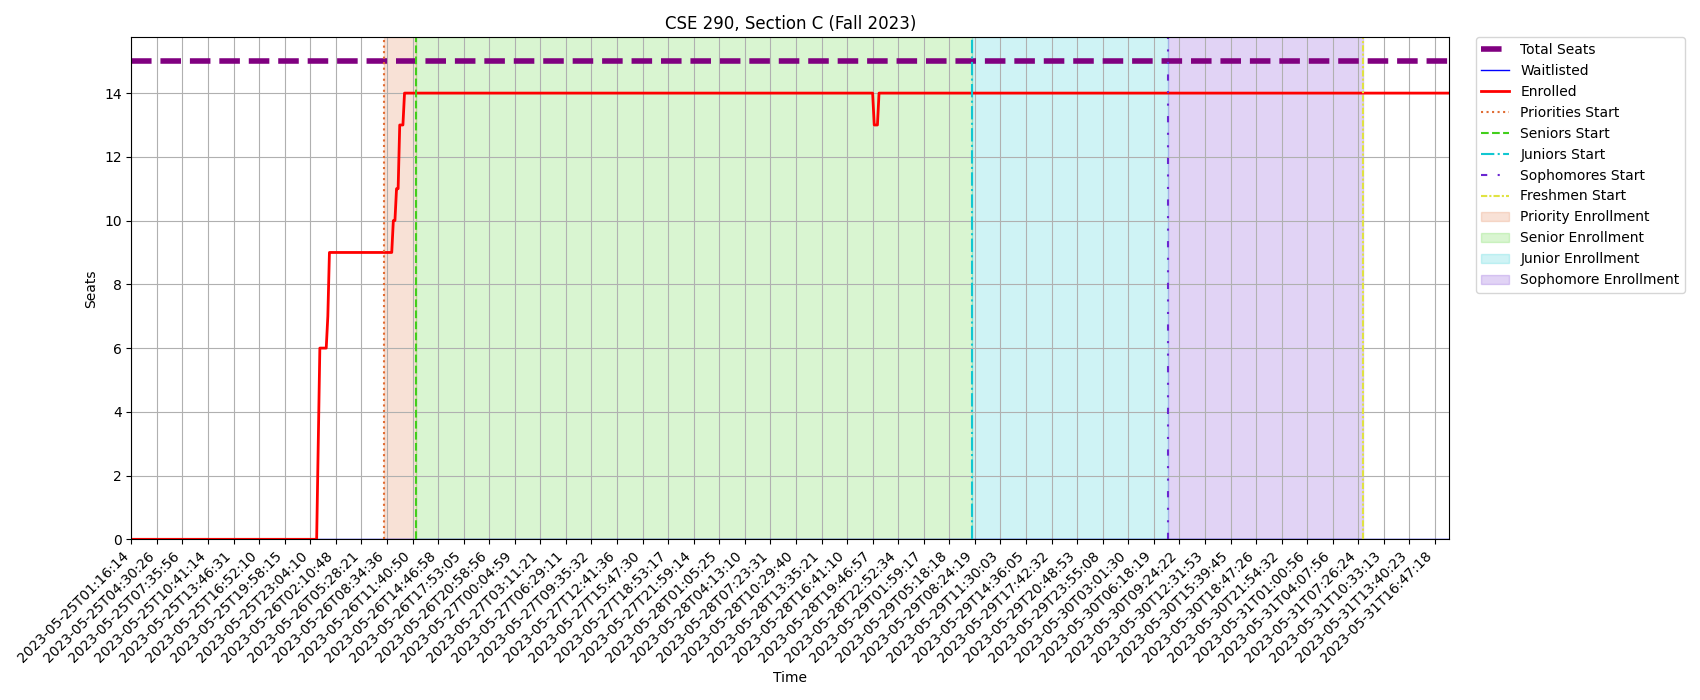 CSE 290, Section C (Fall 2023)
Total Seats
Waitlisted
Enrolled
Priorities Start
Seniors Start
Juniors Start
Sophomores Start
Freshmen Start
Priority Enrollment
Senior Enrollment
Junior Enrollment
Sophomore Enrollment
Seats
14
12
10
8
6
4
2
0
2023-05-25T01:16:14
2023-05-25T04:30:26
2023-05-25T07:35:56
2023-05-25T10:41:14
2023-05-25T13:46:31
2023-05-25T16:52:10
2023-05-25T19:58:15
2023-05-25T23:04:10
2023-05-26T02:10:48
2023-05-26T05:28:21
2023-05-26T08:34:36
2023-05-26T11:40:50
2023-05-26T14:46:58
2023-05-26T17:53:05
2023-05-26T20:58:56
2023-05-27T00:04:59
2023-05-27T03:11:21
2023-05-27T06:29:11
2023-05-27T09:35:32
2023-05-27T12:41:36
2023-05-27T15:47:30
2023-05-27T18:53:17
2023-05-27T21:59:14
2023-05-28T01:05:25
2023-05-28T04:13:10
2023-05-28T07:23:31
2023-05-28T10:29:40
2023-05-28T13:35:21
2023-05-28T16:41:10
2023-05-28T19:46:57
2023-05-28T22:52:34
2023-05-29T01:59:17
2023-05-29T05:18:18
2023-05-29T08:24:19
2023-05-29T11:30:03
2023-05-29T14:36:05
2023-05-29T17:42:32
2023-05-29T20:48:53
2023-05-29T23:55:08
2023-05-30T03:01:30
2023-05-30T06:18:19
2023-05-30T09:24:22
2023-05-30T12:31:53
2023-05-30T15:39:45
2023-05-30T18:47:26
2023-05-30T21:54:32
2023-05-31T01:00:56
2023-05-31T04:07:56
2023-05-31T07:26:24
2023-05-31T10:33:13
2023-05-31T13:40:23
2023-05-31T16:47:18
Time